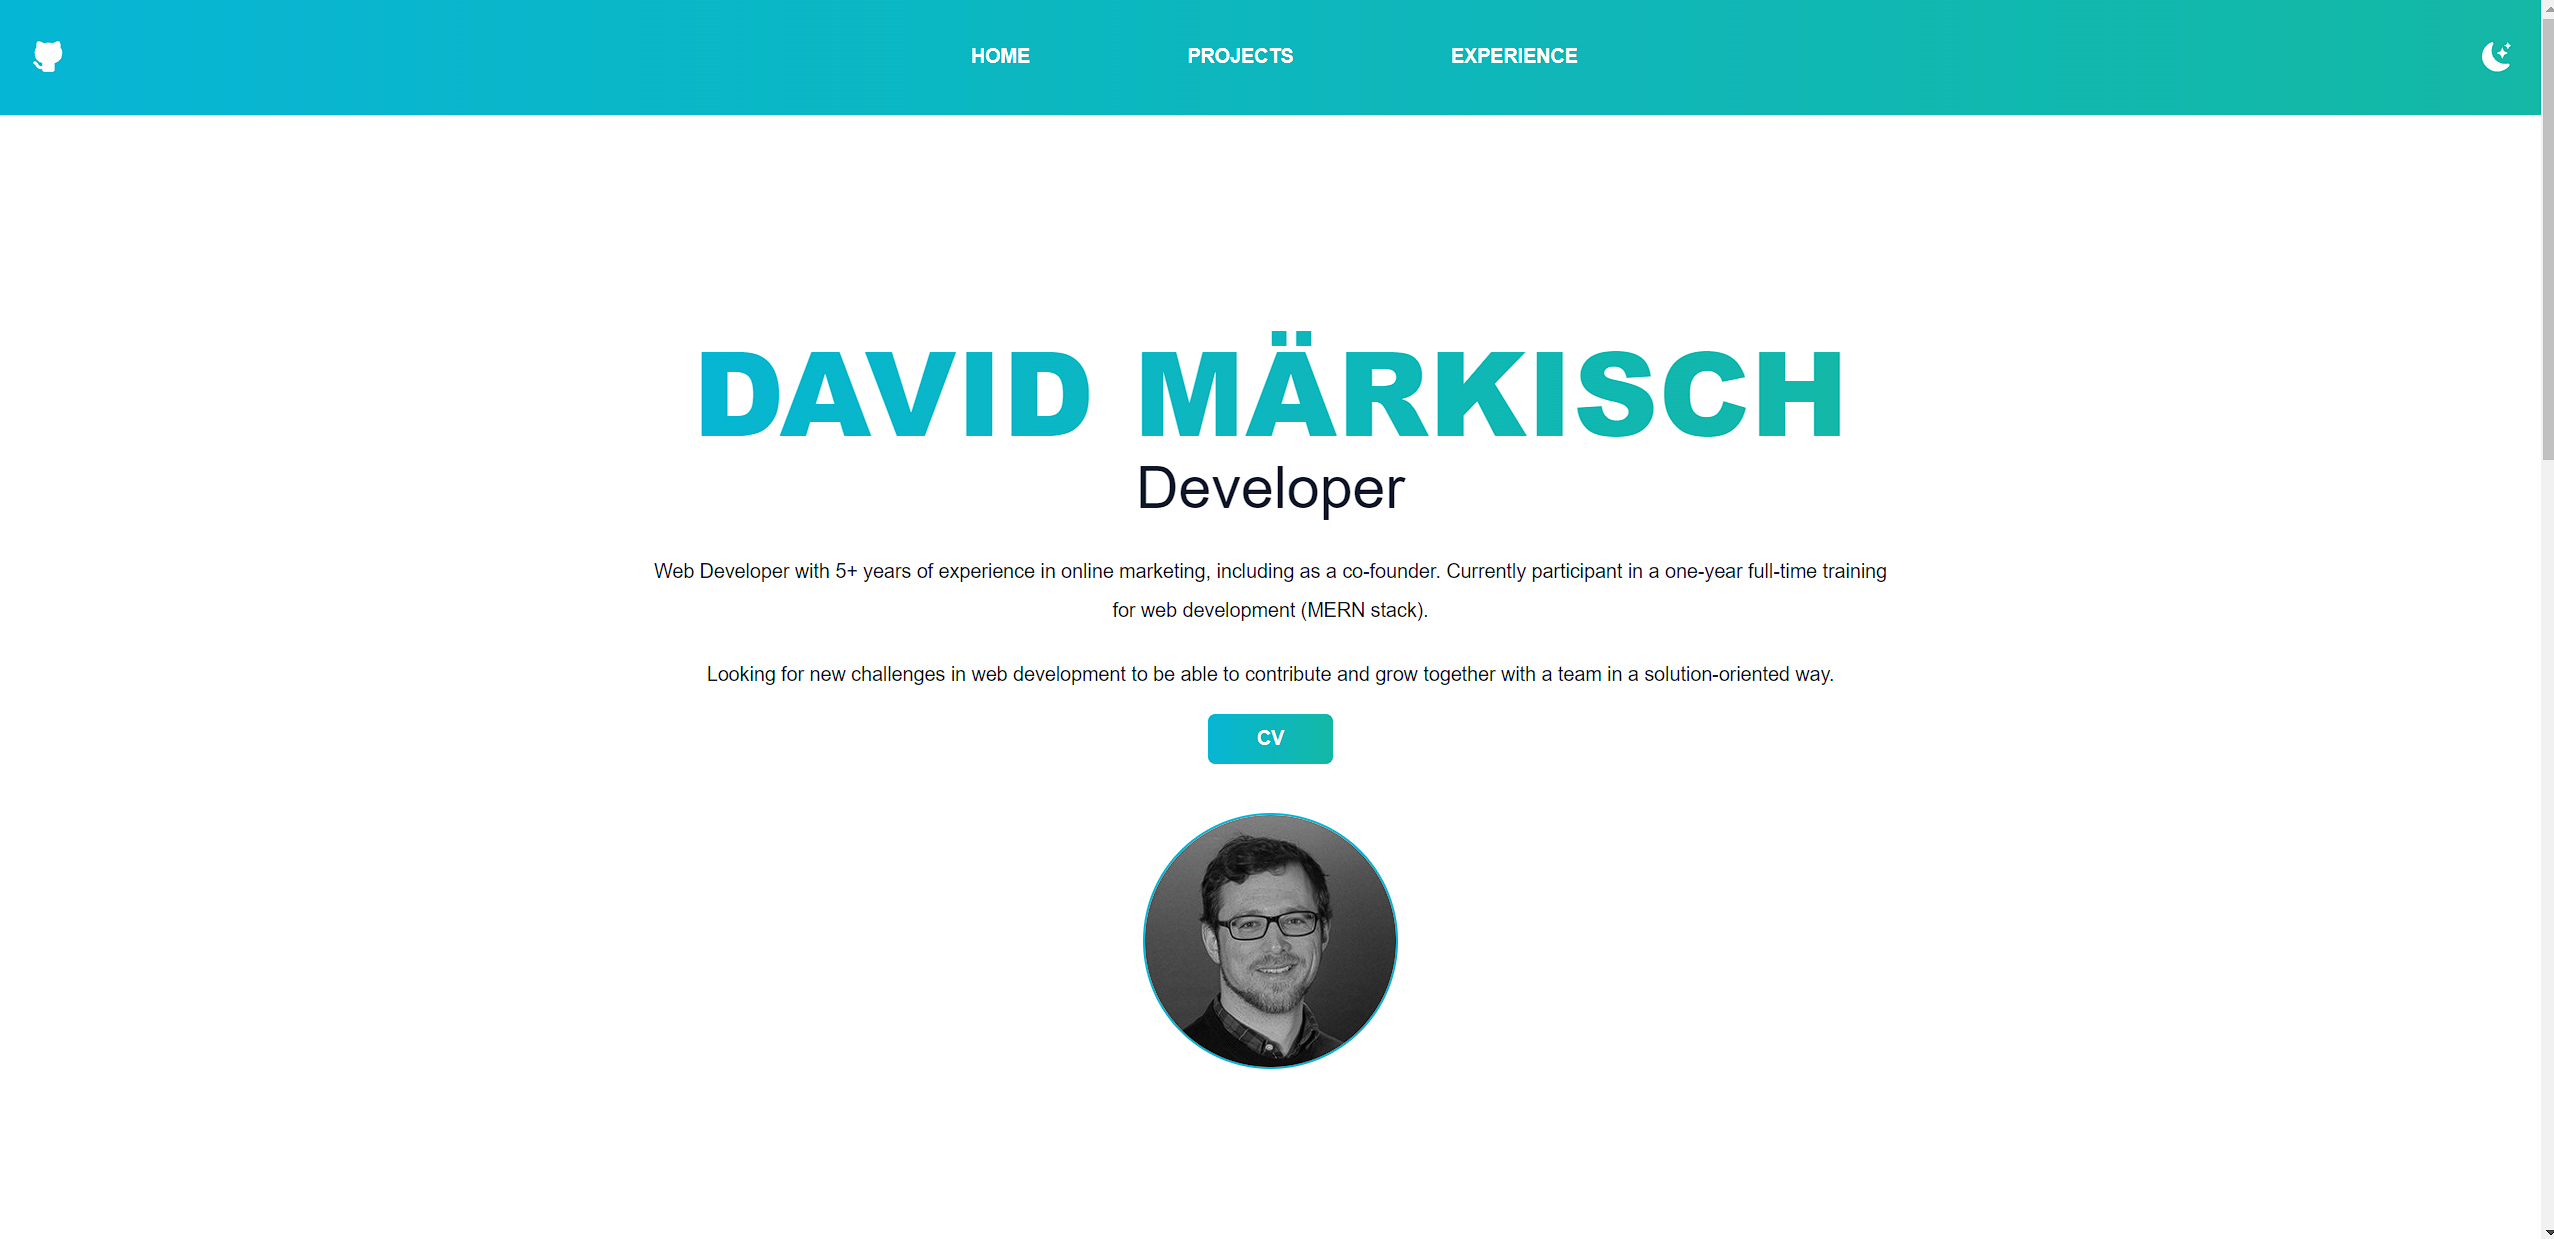 HOME PROJECTS EXPERIENCE
DAVID MÄRKISCH
Developer
Web Developer with 5+ years of experience in online marketing, including as a co-founder. Currently participant in a one-year full-time training
for web development (MERN stack).
Looking for new challenges in web development to be able to contribute and grow together with a team in a solution-oriented way.
CV